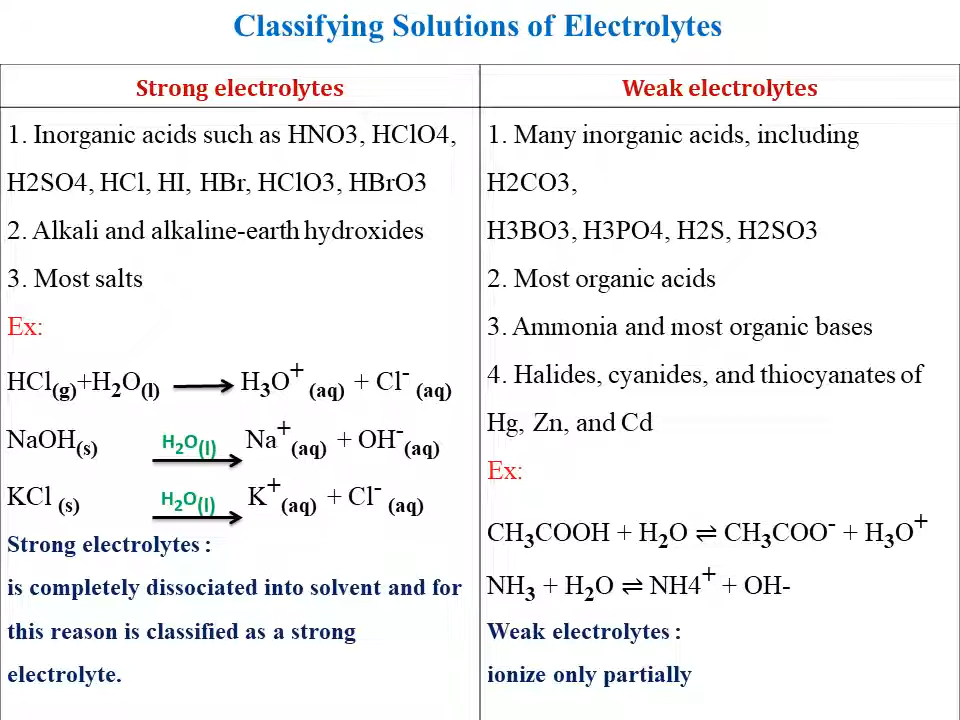 Classifying Solutions of Electrolytes
Strong electrolytes
1. Inorganic acids such as HNO3, HClO4,
H2SO4, HCl, HI, HBr, HClO3, HBrO3
2. Alkali and alkaline-earth hydroxides
3. Most salts
Ex:
HCl(g)+H2O(l) ⟶ H3O+ (aq) + Cl- (aq)
NaOH(s) H2O(l) ⟶ Na+(aq) + OH-(aq)
KCl (s) H2O(l) ⟶ K+(aq) + Cl- (aq)
Strong electrolytes :
is completely dissociated into solvent and for
this reason is classified as a strong
electrolyte.
Weak electrolytes
1. Many inorganic acids, including
H2CO3,
H3BO3, H3PO4, H2S, H2SO3
2. Most organic acids
3. Ammonia and most organic bases
4. Halides, cyanides, and thiocyanates of
Hg, Zn, and Cd
Ex:
CH3COOH + H2O ⇌ CH3COO- + H3O+
NH3 + H2O ⇌ NH4+ + OH-
Weak electrolytes :
ionize only partially